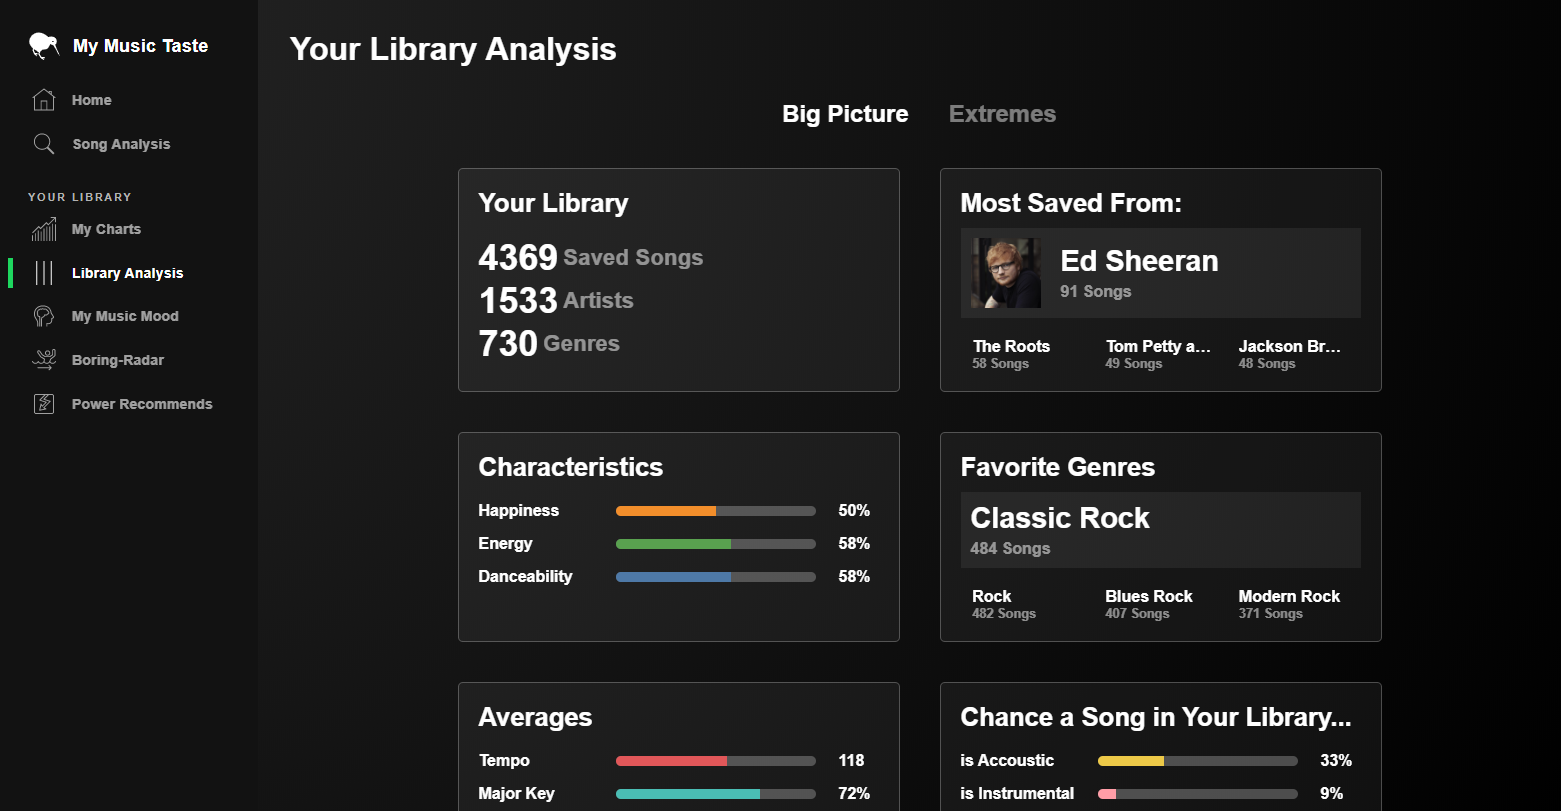 My Music Taste
Home
Song Analysis
YOUR LIBRARY
My Charts
Library Analysis
My Music Mood
Boring-Radar
Power Recommends
Your Library Analysis
Big Picture
Extremes
Your Library
4369 Saved Songs
1533 Artists
730 Genres
Most Saved From:
Ed Sheeran
91 Songs
The Roots
58 Songs
Tom Petty a...
49 Songs
Jackson Br...
48 Songs
Characteristics
Happiness 50%
Energy 58%
Danceability 58%
Favorite Genres
Classic Rock
484 Songs
Rock
482 Songs
Blues Rock
407 Songs
Modern Rock
371 Songs
Averages
Tempo 118
Major Key 72%
Chance a Song in Your Library...
is Accoustic 33%
is Instrumental 9%